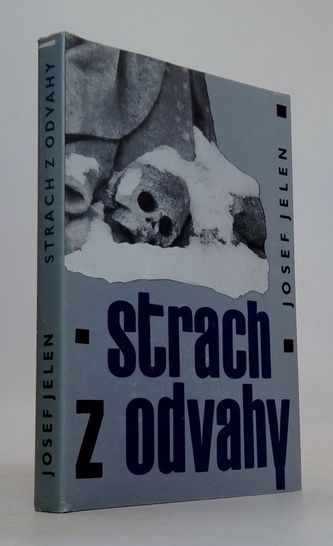 JOSEF JELEN STRACH Z ODVAHY
JOSEF JELEN
strach
z odvahy